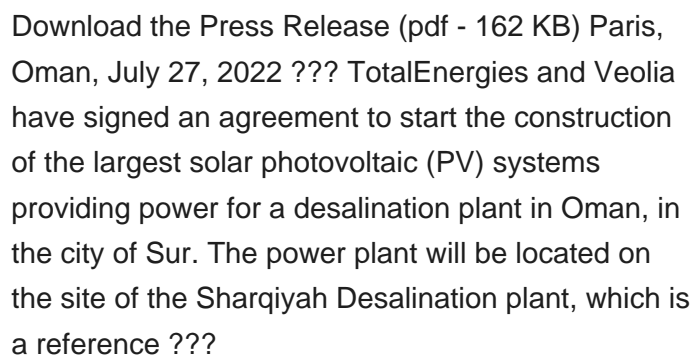 Download the Press Release (pdf - 162 KB) Paris,
Oman, July 27, 2022 ??? TotalEnergies and Veolia
have signed an agreement to start the construction
of the largest solar photovoltaic (PV) systems
providing power for a desalination plant in Oman, in
the city of Sur. The power plant will be located on
the site of the Sharqiyah Desalination plant, which is
a reference ???